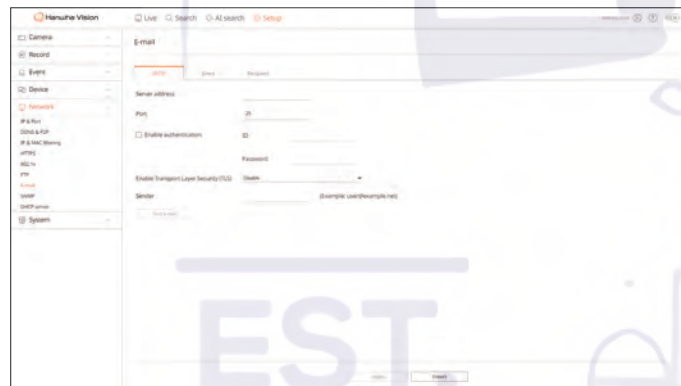 Hanwha Vision
Live Search AI search Setup
Camera
Record
Event
Device
Network
IP & Port
DDNS & P2P
IP & MAC filtering
HTTPS
802.1x
FTP
E-mail
SNMP
DHCP server
System
E-mail
SMTP Event Recipient
Server address
Port 25
Enable authentication ID
Password
Enable Transport Layer Security (TLS) Disable
Sender (Example: user@example.net)
EST.